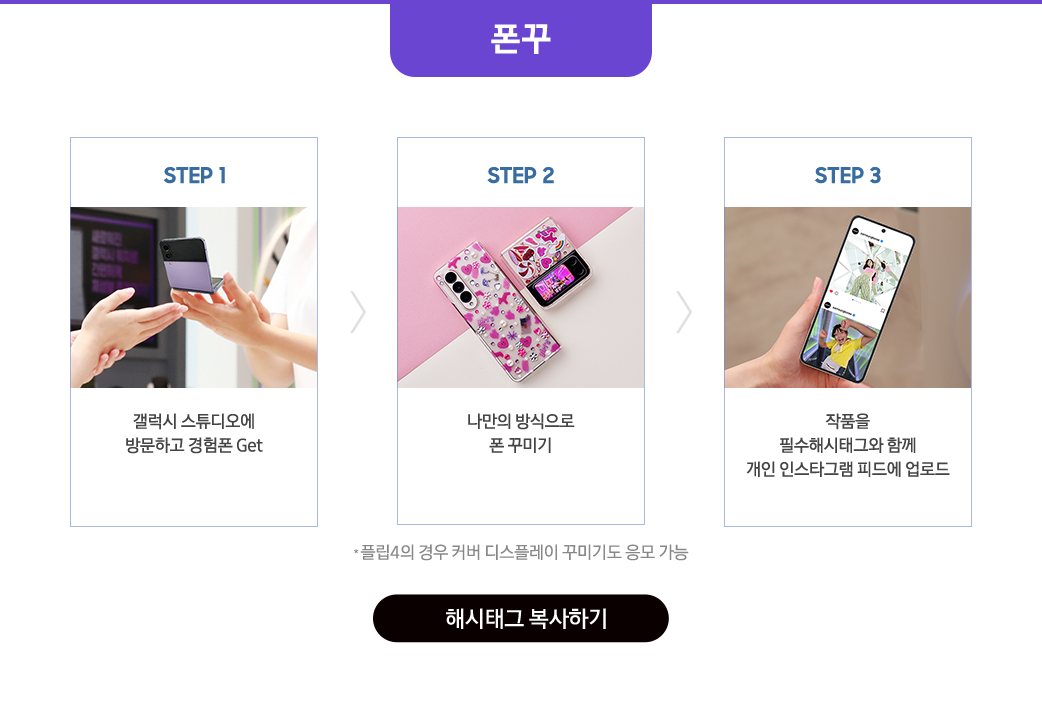 폰꾸
STEP 1
갤럭시 스튜디오에
방문하고 경험폰 Get
STEP 2
나만의 방식으로
폰 꾸미기
STEP 3
작품을
필수해시태그와 함께
개인 인스타그램 피드에 업로드
*플립4의 경우 커버 디스플레이 꾸미기도 응모 가능
해시태그 복사하기